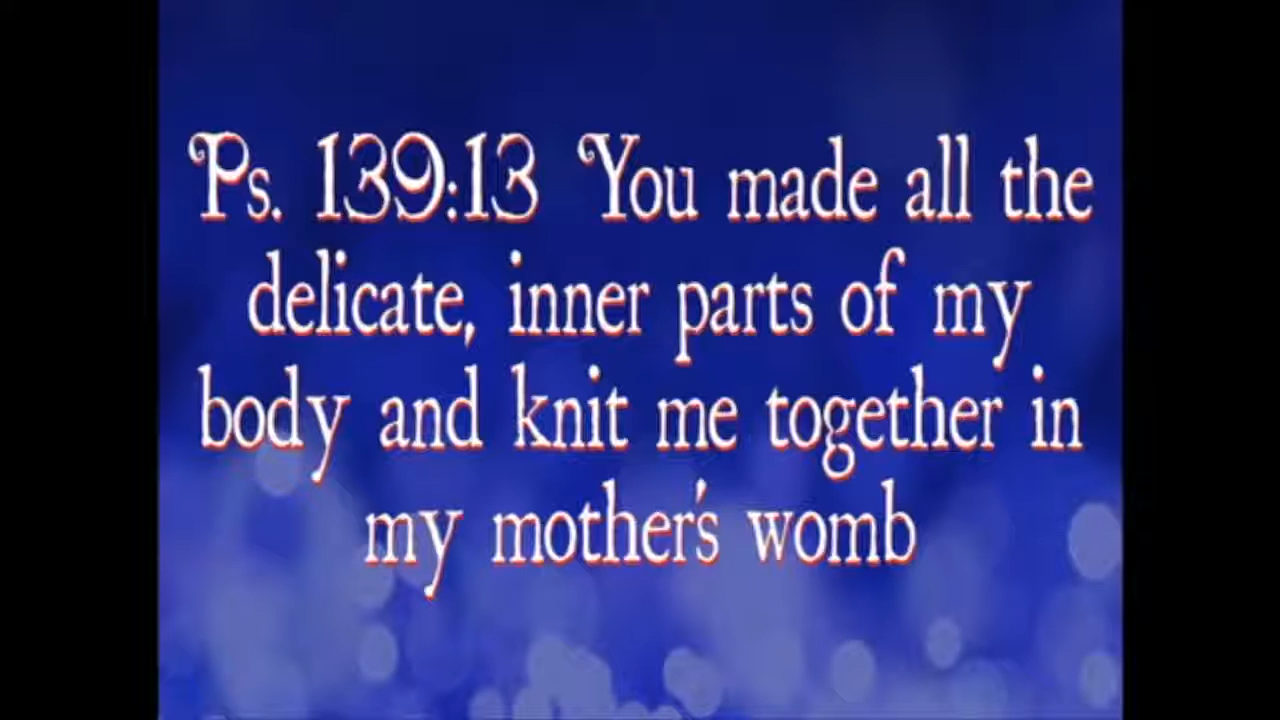 Ps. 139:13 You made all the
delicate, inner parts of my
body and knit me together in
my mother's womb